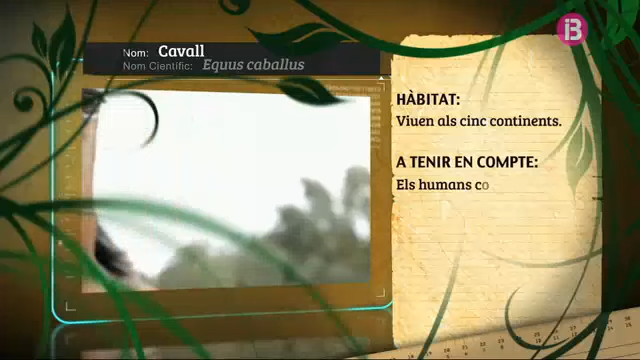 Nom: Cavall
Nom Científic: Equus caballus
HÀBITAT:
Viuen als cinc continents.
A TENIR EN COMPTE:
Els humans co